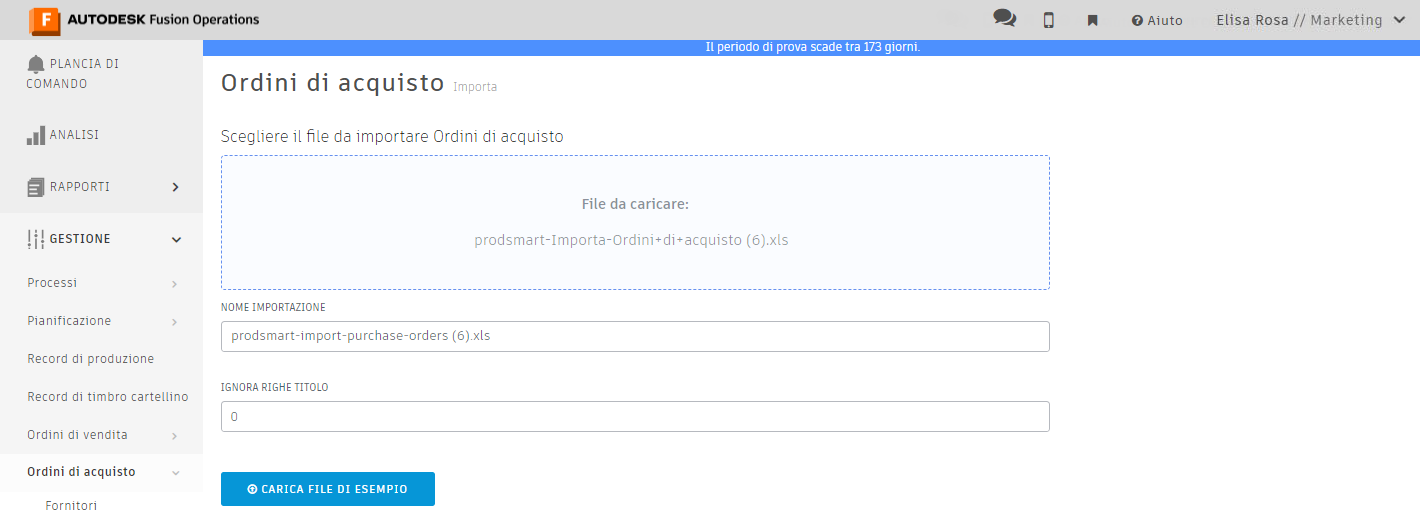 AUTODESK Fusion Operations
Aiuto
Elisa Rosa // Marketing
Il periodo di prova scade tra 173 giorni.
PLANCIA DI
COMANDO
ANALISI
RAPPORTI
GESTIONE
Processi
Pianificazione
Record di produzione
Record di timbro cartellino
Ordini di vendita
Ordini di acquisto
Fornitori
Ordini di acquisto Importa
Scegliere il file da importare Ordini di acquisto
File da caricare:
prodsmart-Importa-Ordini+di+acquisto (6).xls
NOME IMPORTAZIONE
prodsmart-import-purchase-orders (6).xls
IGNORA RIGHE TITOLO
0
CARICA FILE DI ESEMPIO